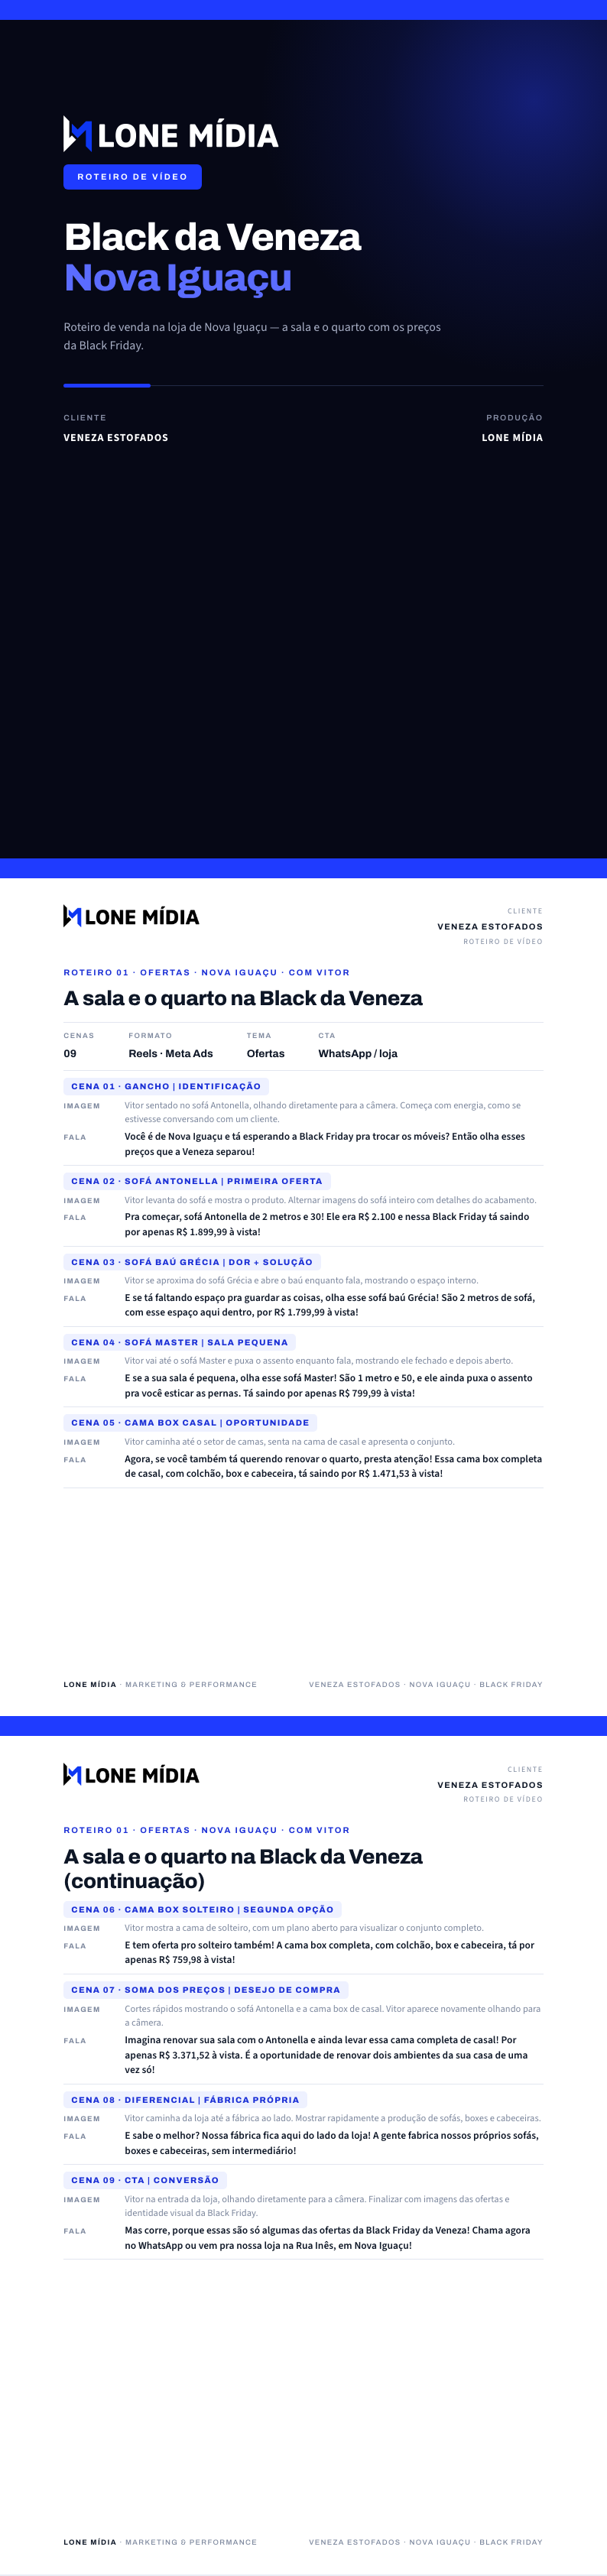 LONE MÍDIA
ROTEIRO DE VÍDEO
Black da Veneza
Nova Iguaçu
Roteiro de venda na loja de Nova Iguaçu — a sala e o quarto com os preços
da Black Friday.
CLIENTE
VENEZA ESTOFADOS
PRODUÇÃO
LONE MÍDIA
LONE MÍDIA
CLIENTE
VENEZA ESTOFADOS
ROTEIRO DE VÍDEO
ROTEIRO 01 · OFERTAS · NOVA IGUAÇU · COM VITOR
A sala e o quarto na Black da Veneza
CENAS
09
FORMATO
Reels · Meta Ads
TEMA
Ofertas
CTA
WhatsApp / loja
CENA 01 · GANCHO | IDENTIFICAÇÃO
IMAGEM
Vitor sentado no sofá Antonella, olhando diretamente para a câmera. Começa com energia, como se
estivesse conversando com um cliente.
FALA
Você é de Nova Iguaçu e tá esperando a Black Friday pra trocar os móveis? Então olha esses
preços que a Veneza separou!
CENA 02 · SOFÁ ANTONELLA | PRIMEIRA OFERTA
IMAGEM
Vitor levanta do sofá e mostra o produto. Alternar imagens do sofá inteiro com detalhes do acabamento.
FALA
Pra começar, sofá Antonella de 2 metros e 30! Ele era R$ 2.100 e nessa Black Friday tá saindo
por apenas R$ 1.899,99 à vista!
CENA 03 · SOFÁ BAÚ GRÉCIA | DOR + SOLUÇÃO
IMAGEM
Vitor se aproxima do sofá Grécia e abre o baú enquanto fala, mostrando o espaço interno.
FALA
E se tá faltando espaço pra guardar as coisas, olha esse sofá baú Grécia! São 2 metros de sofá,
com esse espaço aqui dentro, por R$ 1.799,99 à vista!
CENA 04 · SOFÁ MASTER | SALA PEQUENA
IMAGEM
Vitor vai até o sofá Master e puxa o assento enquanto fala, mostrando ele fechado e depois aberto.
FALA
E se a sua sala é pequena, olha esse sofá Master! São 1 metro e 50, e ele ainda puxa o assento
pra você esticar as pernas. Tá saindo por apenas R$ 799,99 à vista!
CENA 05 · CAMA BOX CASAL | OPORTUNIDADE
IMAGEM
Vitor caminha até o setor de camas, senta na cama de casal e apresenta o conjunto.
FALA
Agora, se você também tá querendo renovar o quarto, presta atenção! Essa cama box completa
de casal, com colchão, box e cabeceira, tá saindo por R$ 1.471,53 à vista!
LONE MÍDIA · MARKETING & PERFORMANCE
VENEZA ESTOFADOS · NOVA IGUAÇU · BLACK FRIDAY
LONE MÍDIA
CLIENTE
VENEZA ESTOFADOS
ROTEIRO DE VÍDEO
ROTEIRO 01 · OFERTAS · NOVA IGUAÇU · COM VITOR
A sala e o quarto na Black da Veneza
(continuação)
CENA 06 · CAMA BOX SOLTEIRO | SEGUNDA OPÇÃO
IMAGEM
Vitor mostra a cama de solteiro, com um plano aberto para visualizar o conjunto completo.
FALA
E tem oferta pro solteiro também! A cama box completa, com colchão, box e cabeceira, tá por
apenas R$ 759,98 à vista!
CENA 07 · SOMA DOS PREÇOS | DESEJO DE COMPRA
IMAGEM
Cortes rápidos mostrando o sofá Antonella e a cama box de casal. Vitor aparece novamente olhando para
a câmera.
FALA
Imagina renovar sua sala com o Antonella e ainda levar essa cama completa de casal! Por
apenas R$ 3.371,52 à vista. É a oportunidade de renovar dois ambientes da sua casa de uma
vez só!
CENA 08 · DIFERENCIAL | FÁBRICA PRÓPRIA
IMAGEM
Vitor caminha da loja até a fábrica ao lado. Mostrar rapidamente a produção de sofás, boxes e cabeceiras.
FALA
E sabe o melhor? Nossa fábrica fica aqui do lado da loja! A gente fabrica nossos próprios sofás,
boxes e cabeceiras, sem intermediário!
CENA 09 · CTA | CONVERSÃO
IMAGEM
Vitor na entrada da loja, olhando diretamente para a câmera. Finalizar com imagens das ofertas e
identidade visual da Black Friday.
FALA
Mas corre, porque essas são só algumas das ofertas da Black Friday da Veneza! Chama agora
no WhatsApp ou vem pra nossa loja na Rua Inês, em Nova Iguaçu!
LONE MÍDIA · MARKETING & PERFORMANCE
VENEZA ESTOFADOS · NOVA IGUAÇU · BLACK FRIDAY